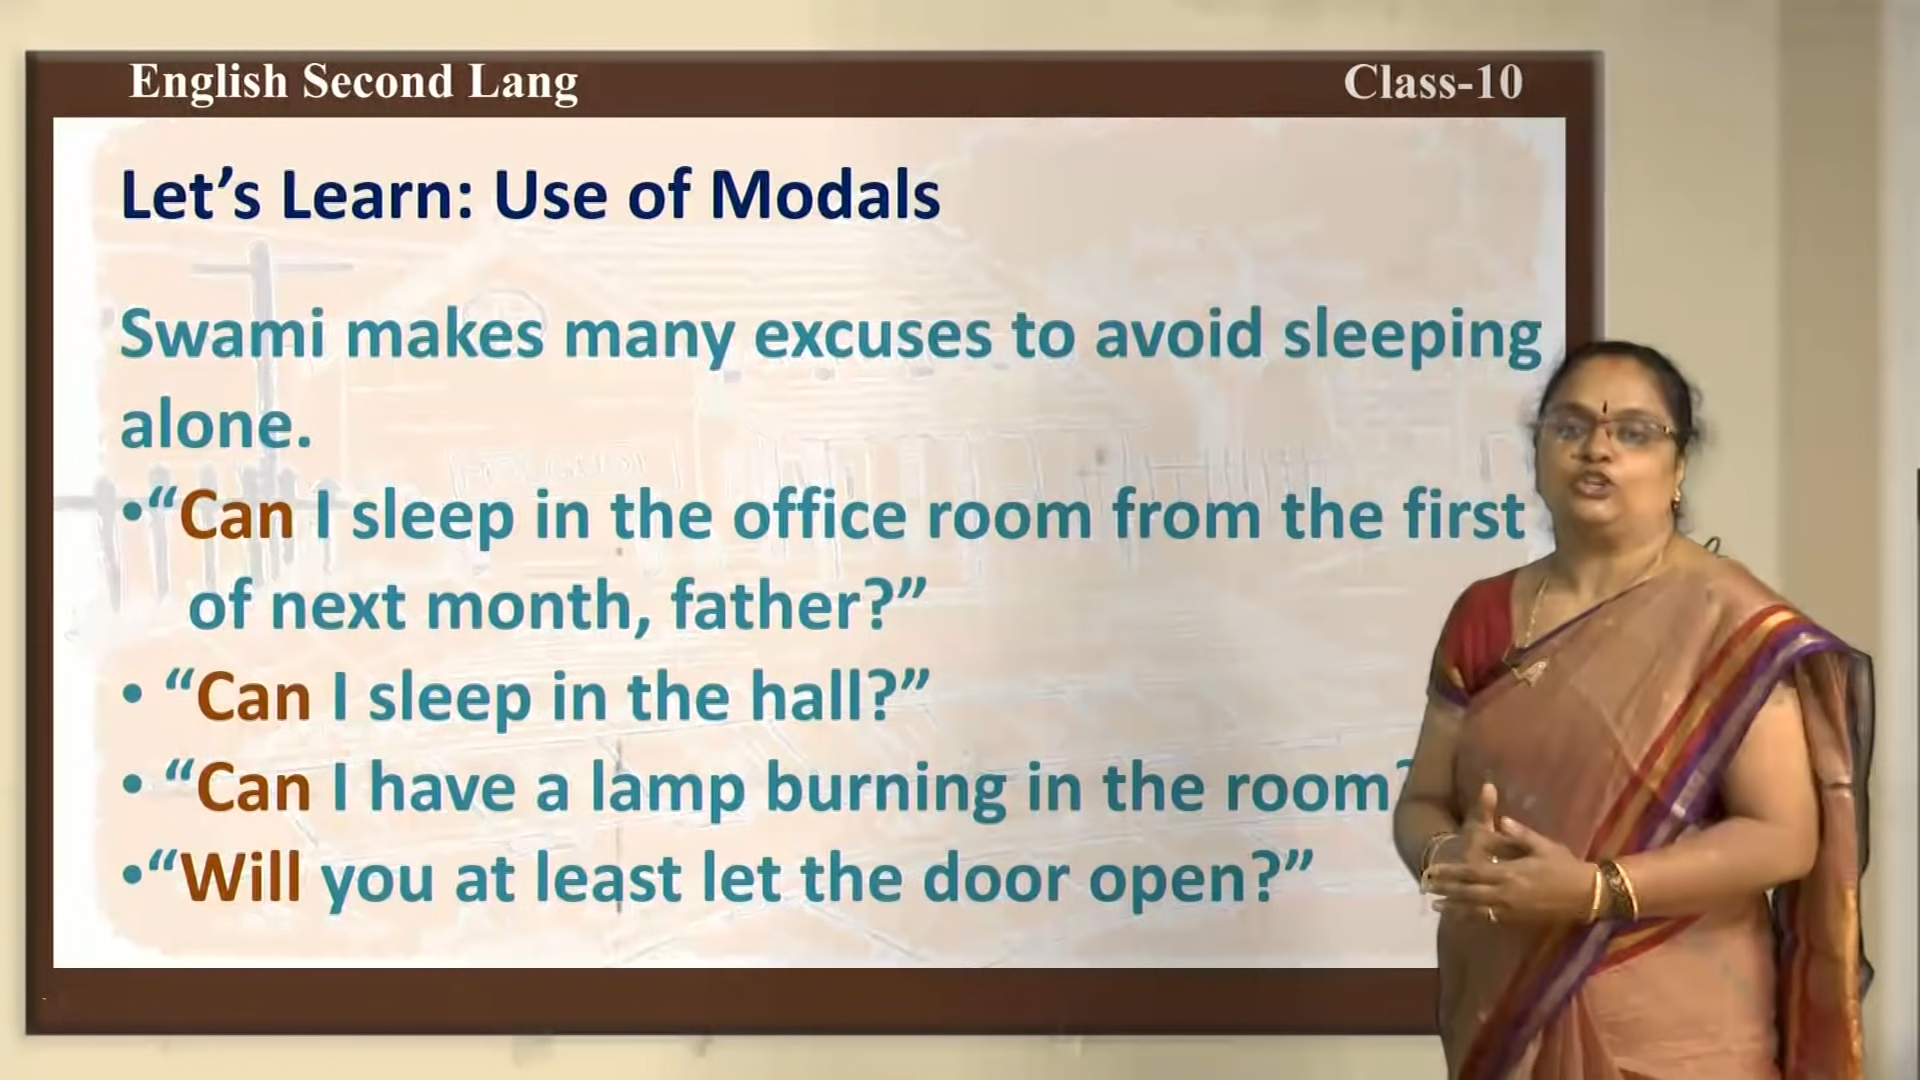 English Second Lang
Class-10
Let’s Learn: Use of Modals
Swami makes many excuses to avoid sleeping
alone.
•“Can I sleep in the office room from the first
of next month, father?”
• “Can I sleep in the hall?”
• “Can I have a lamp burning in the room?
•“Will you at least let the door open?”